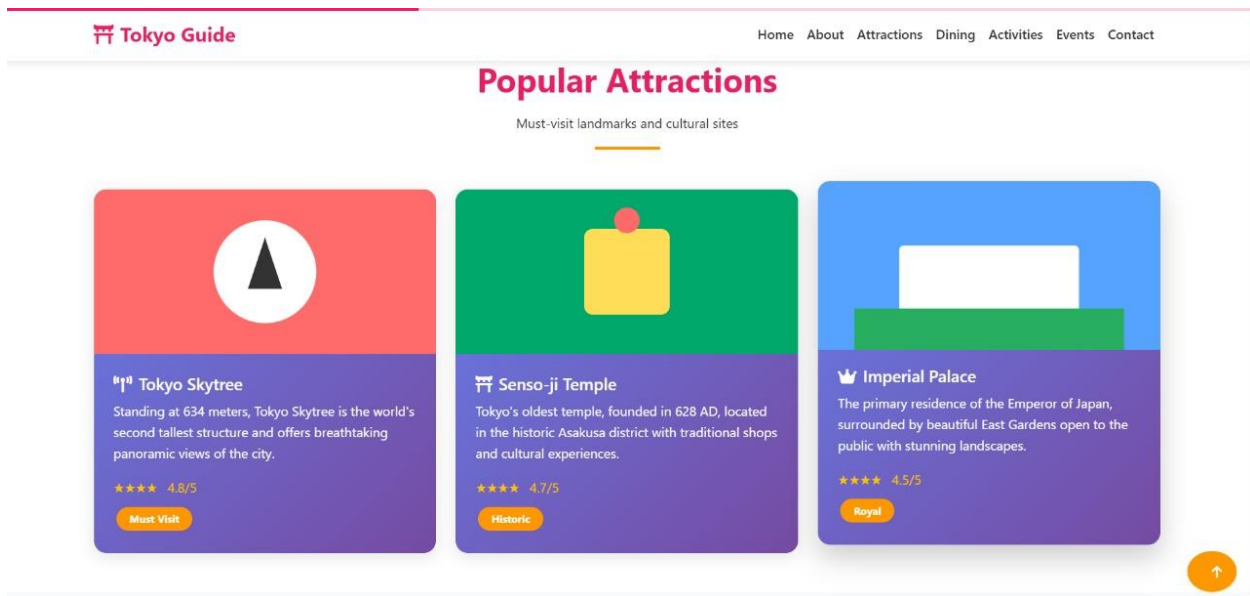 Tokyo Guide
Home About Attractions Dining Activities Events Contact
Popular Attractions
Must-visit landmarks and cultural sites
Tokyo Skytree
Standing at 634 meters, Tokyo Skytree is the world's
second tallest structure and offers breathtaking
panoramic views of the city.
★★★★ 4.8/5
Must Visit
Senso-ji Temple
Tokyo's oldest temple, founded in 628 AD, located
in the historic Asakusa district with traditional shops
and cultural experiences.
★★★★ 4.7/5
Historic
Imperial Palace
The primary residence of the Emperor of Japan,
surrounded by beautiful East Gardens open to the
public with stunning landscapes.
★★★★ 4.5/5
Royal